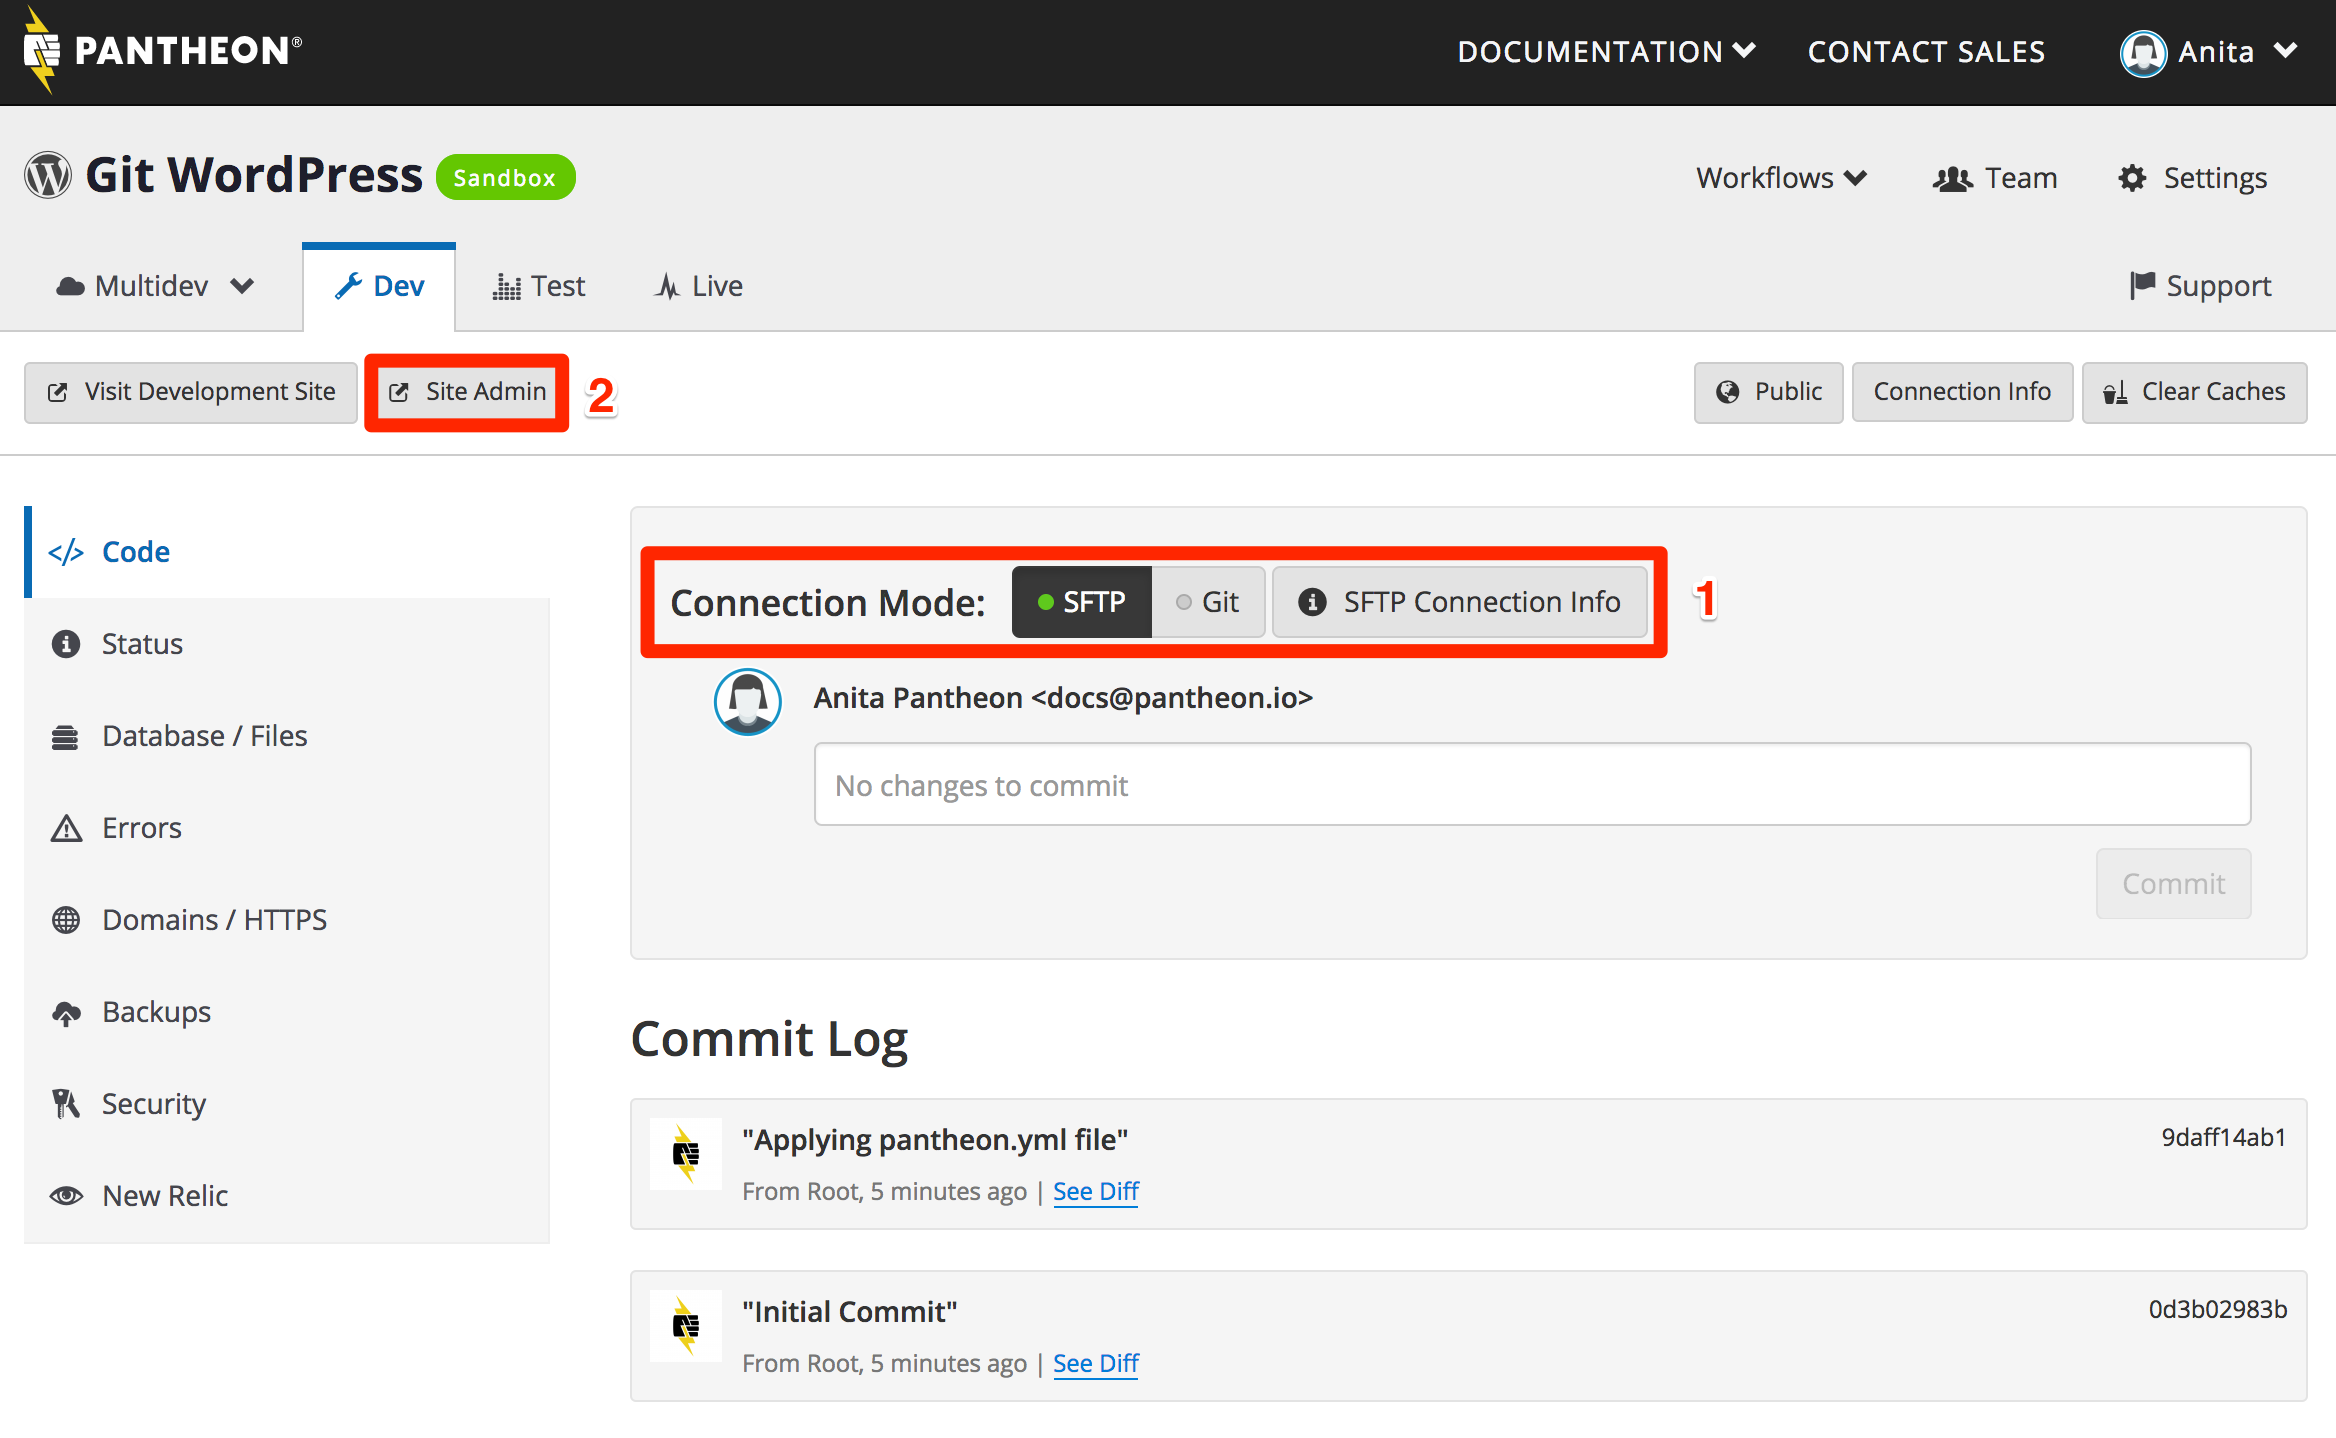 PANTHEON®
DOCUMENTATION
CONTACT SALES
Anita
Git WordPress
Sandbox
Workflows
Team
Settings
Multidev
Dev
Test
Live
Support
Visit Development Site
Site Admin
2
Public
Connection Info
Clear Caches
</> Code
Status
Database / Files
Errors
Domains / HTTPS
Backups
Security
New Relic
Connection Mode:
SFTP
Git
SFTP Connection Info
1
Anita Pantheon <docs@pantheon.io>
No changes to commit
Commit
Commit Log
"Applying pantheon.yml file"
9daff14ab1
From Root, 5 minutes ago | See Diff
"Initial Commit"
0d3b02983b
From Root, 5 minutes ago | See Diff